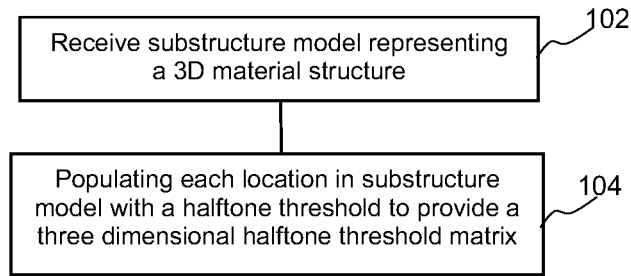 Receive substructure model representing
a 3D material structure
102
Populating each location in substructure
model with a halftone threshold to provide a
three dimensional halftone threshold matrix
104